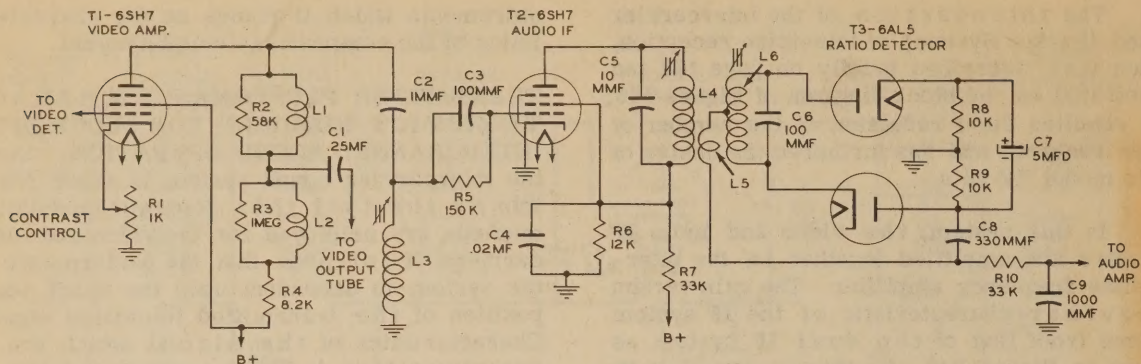 The
T1-6SH7
VIDEO AMP.
T2-6SH7
AUDIO IF
T3-6AL5
RATIO DETECTOR
TO
VIDEO
DET.
R1
1K
CONTRAST
CONTROL
R2
58K
L1
C1
.25MF
R3
1MEG
L2
TO
VIDEO OUTPUT
TUBE
R4
8.2K
B+
C2
1MMF
L3
C3
100MMF
R5
150 K
C4
.02MF
C5
10
MMF
R6
12K
R7
33K
B+
L4
L6
L5
C6
100
MMF
R8
10K
R9
10K
C7
5MFD
C8
330MMF
R10
33 K
C9
1000
MMF
TO
AUDIO
AMP.